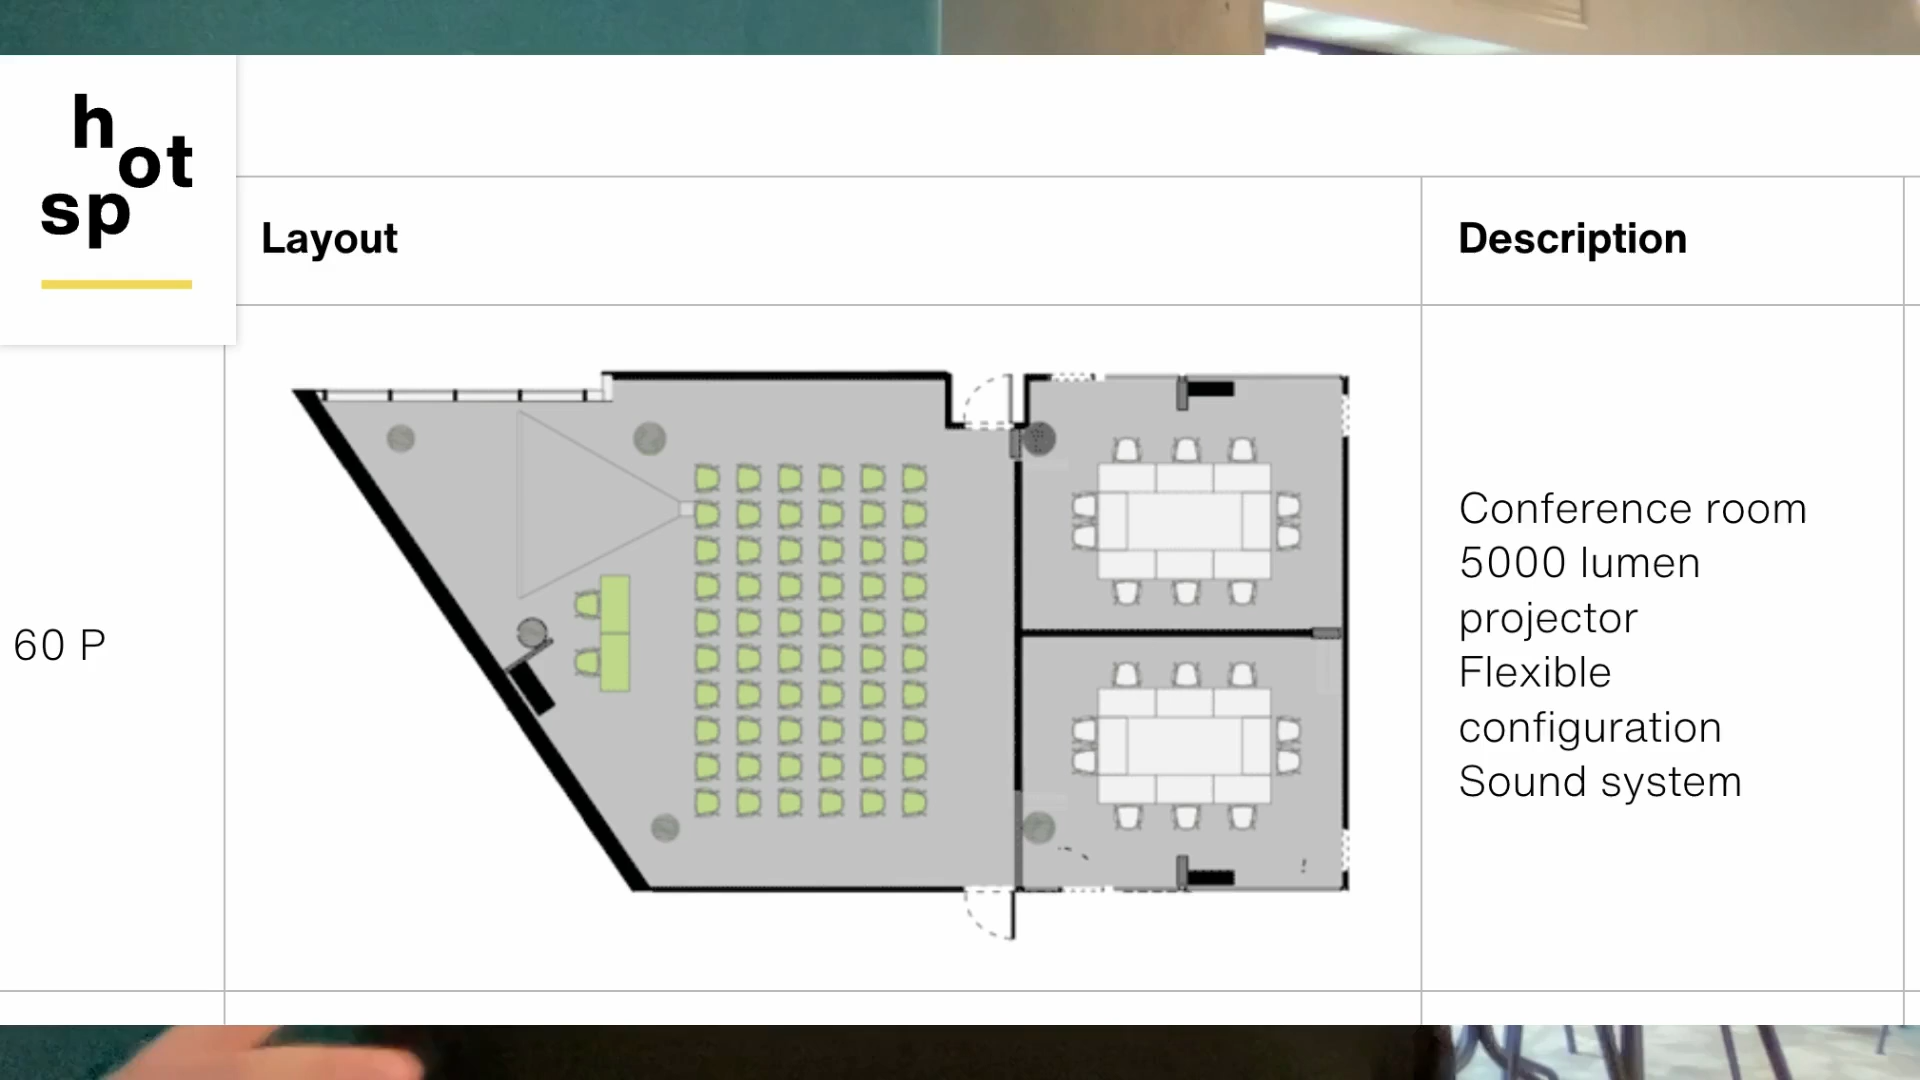 h
ot
sp
Layout
Description
60 P
Conference room
5000 lumen
projector
Flexible
configuration
Sound system